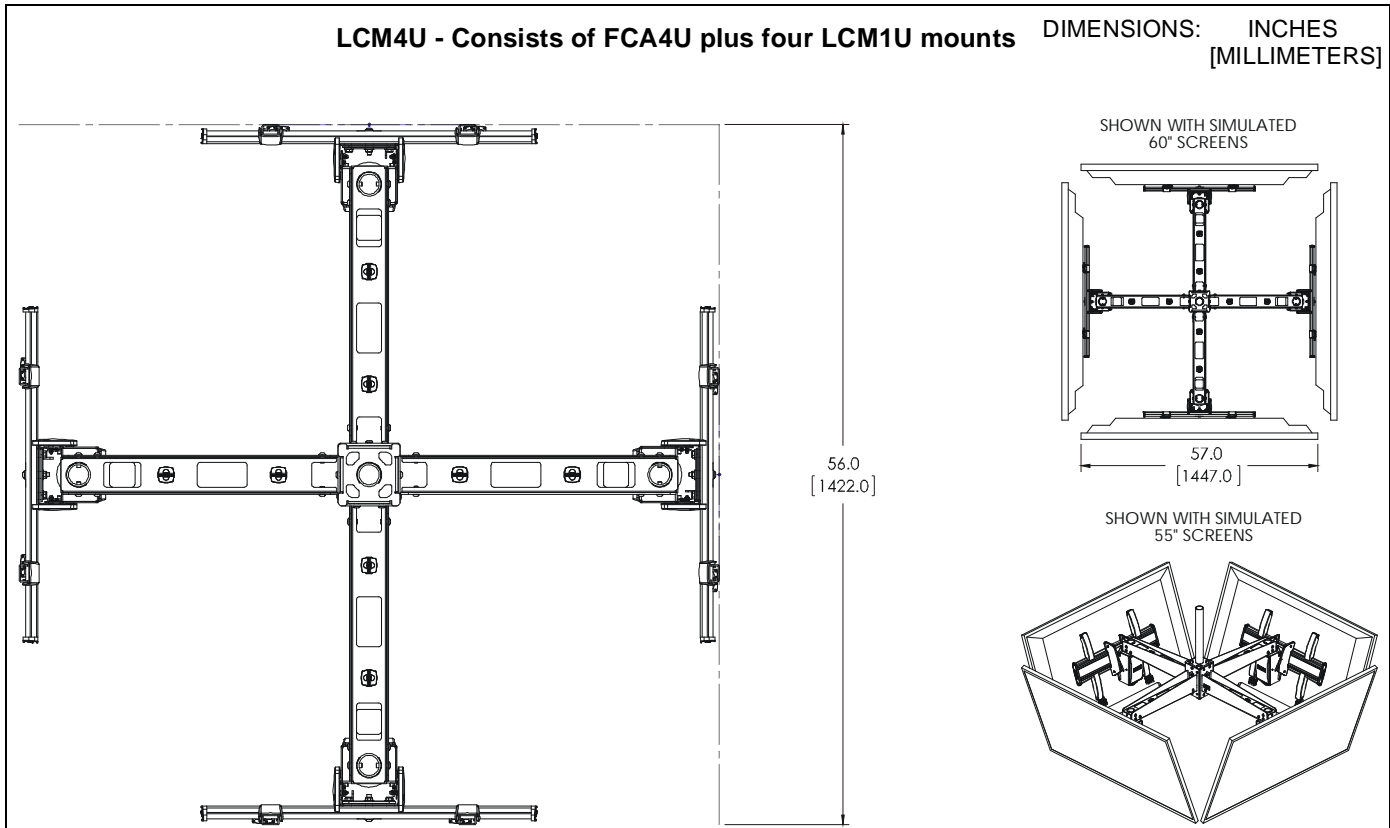 LCM4U - Consists of FCA4U plus four LCM1U mounts
DIMENSIONS: INCHES
[MILLIMETERS]
SHOWN WITH SIMULATED
60" SCREENS
56.0
[1422.0]
57.0
[1447.0]
SHOWN WITH SIMULATED
55" SCREENS